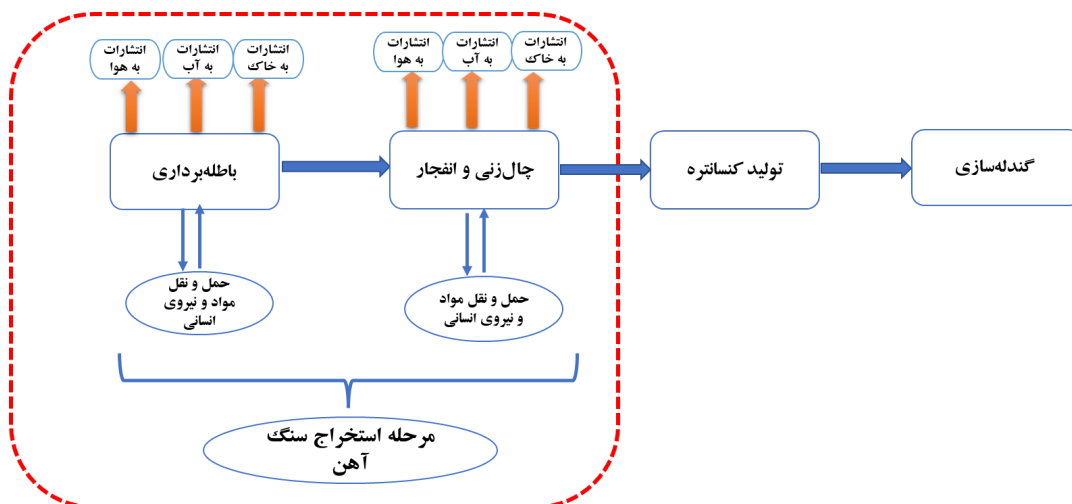 انتشارات
به هوا
انتشارات
به آب
انتشارات
به خاک
انتشارات
به هوا
انتشارات
به آب
انتشارات
به خاک
باطله‌برداری
چال‌زنی و انفجار
تولید کنسانتره
گندله‌سازی
حمل و نقل
مواد و نیروی
انسانی
حمل و نقل مواد
و نیروی انسانی
مرحله استخراج سنگ
آهن